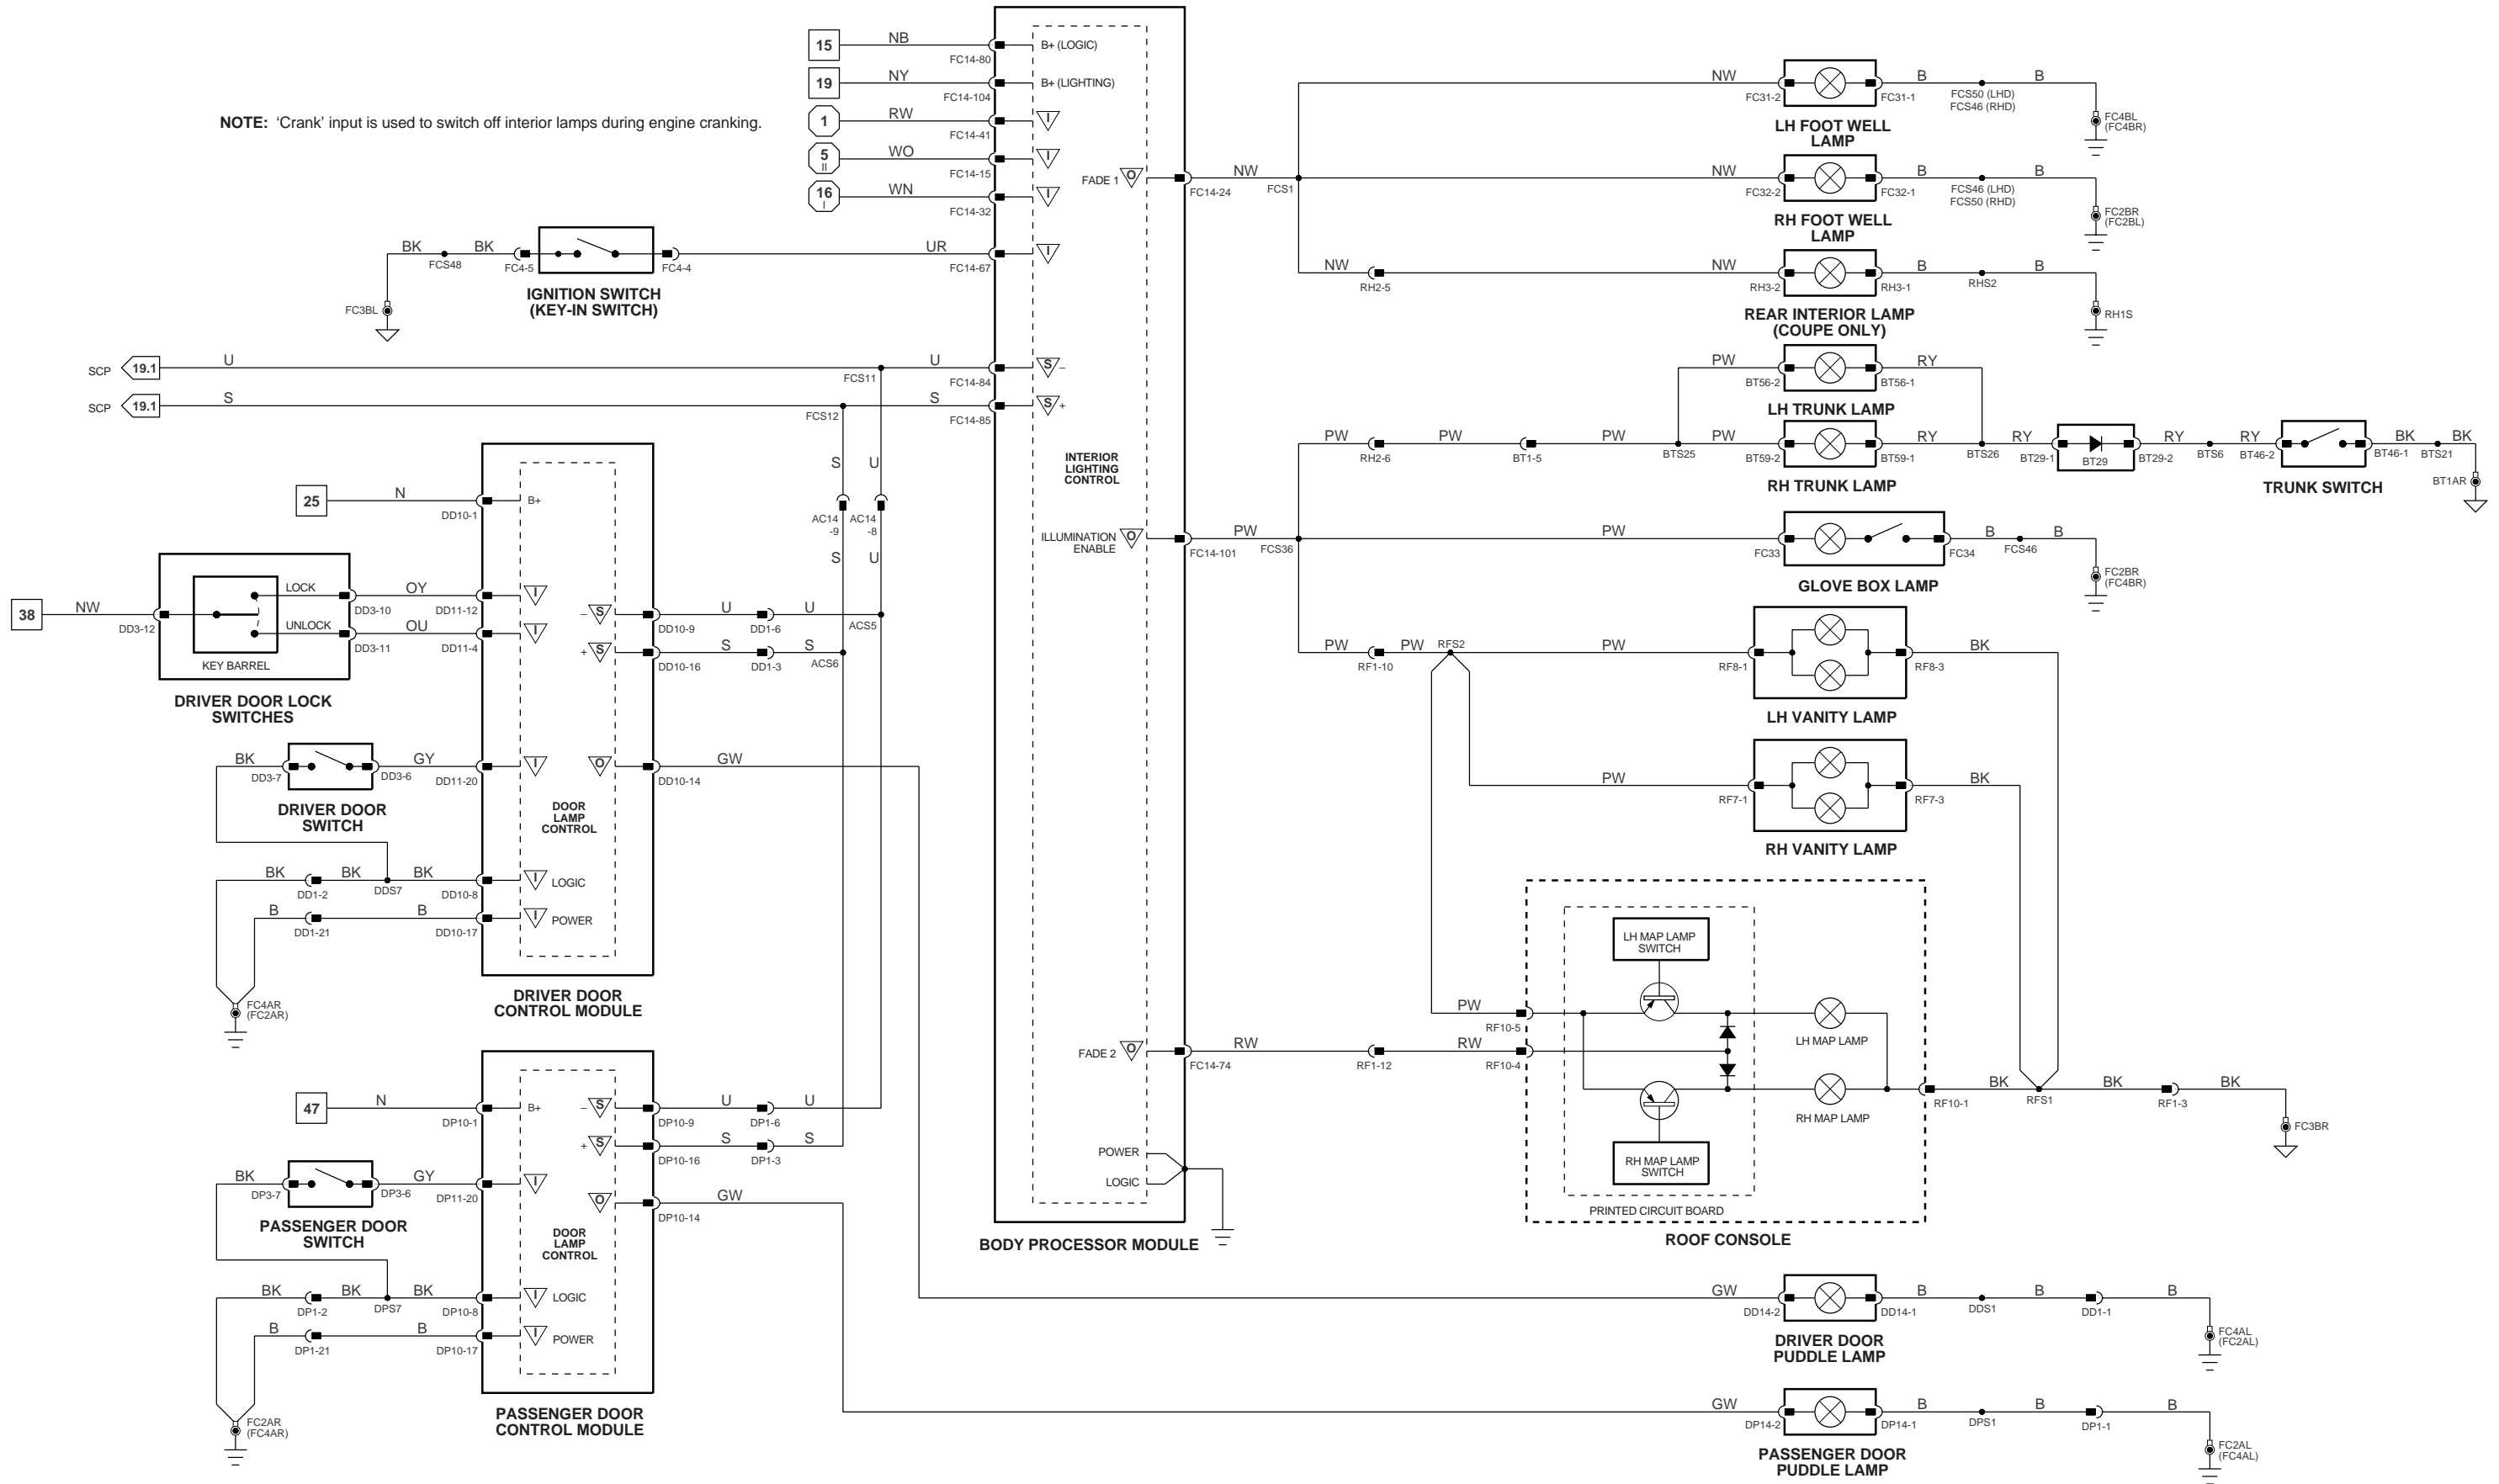 NOTE: ‘Crank’ input is used to switch off interior lamps during engine cranking.
15
NB
FC14-80
B+ (LOGIC)
19
NY
FC14-104
B+ (LIGHTING)
1
RW
FC14-41
I
5
II
WO
FC14-15
I
16
I
WN
FC14-32
I
BK
FCS48
BK
FC4-5
FC4-4
UR
FC14-67
I
IGNITION SWITCH
(KEY-IN SWITCH)
FC3BL
SCP
19.1
U
FCS11
U
FC14-84
S
–
SCP
19.1
S
FCS12
S
FC14-85
S
+
S
U
AC14
-9
AC14
-8
S
U
25
N
DD10-1
B+
38
NW
DD3-12
LOCK
UNLOCK
KEY BARREL
DD3-10
OY
DD11-12
I
DD3-11
OU
DD11-4
I
DRIVER DOOR LOCK
SWITCHES
–
S
DD10-9
U
DD1-6
U
ACS5
+
S
DD10-16
S
DD1-3
S
ACS6
BK
DD3-7
DD3-6
GY
DD11-20
I
DRIVER DOOR
SWITCH
O
DD10-14
GW
DOOR
LAMP
CONTROL
BK
DD1-2
BK
DDS7
BK
DD10-8
I
LOGIC
B
DD1-21
B
DD10-17
I
POWER
FC4AR
(FC2AR)
DRIVER DOOR
CONTROL MODULE
47
N
DP10-1
B+
–
S
DP10-9
U
DP1-6
U
+
S
DP10-16
S
DP1-3
S
BK
DP3-7
DP3-6
GY
DP11-20
I
PASSENGER DOOR
SWITCH
O
DP10-14
GW
DOOR
LAMP
CONTROL
BK
DP1-2
BK
DPS7
BK
DP10-8
I
LOGIC
B
DP1-21
B
DP10-17
I
POWER
FC2AR
(FC4AR)
PASSENGER DOOR
CONTROL MODULE
INTERIOR
LIGHTING
CONTROL
FADE 1
O
FC14-24
NW
FCS1
ILLUMINATION
ENABLE
O
FC14-101
PW
FCS36
FADE 2
O
FC14-74
RW
RF1-12
RW
RF10-4
POWER
LOGIC
BODY PROCESSOR MODULE
NW
FC31-2
FC31-1
B
FCS50 (LHD)
FCS46 (RHD)
B
FC4BL
(FC4BR)
LH FOOT WELL
LAMP
NW
FC32-2
FC32-1
B
FCS46 (LHD)
FCS50 (RHD)
B
FC2BR
(FC2BL)
RH FOOT WELL
LAMP
NW
RH2-5
NW
RH3-2
RH3-1
B
RHS2
B
RH1S
REAR INTERIOR LAMP
(COUPE ONLY)
PW
BT56-2
BT56-1
RY
LH TRUNK LAMP
PW
RH2-6
PW
BT1-5
PW
BTS25
PW
BT59-2
BT59-1
RY
BTS26
RY
BT29-1
BT29
BT29-2
RY
BTS6
RY
BT46-2
BT46-1
BK
BTS21
BK
BT1AR
RH TRUNK LAMP
TRUNK SWITCH
PW
FC33
FC34
B
FCS46
B
FC2BR
(FC4BR)
GLOVE BOX LAMP
PW
RF1-10
PW
RFS2
PW
RF8-1
RF8-3
BK
LH VANITY LAMP
PW
RF7-1
RF7-3
BK
RH VANITY LAMP
LH MAP LAMP
SWITCH
PW
RF10-5
LH MAP LAMP
RH MAP LAMP
RH MAP LAMP
SWITCH
PRINTED CIRCUIT BOARD
ROOF CONSOLE
RF10-1
BK
RFS1
BK
RF1-3
BK
FC3BR
GW
DD14-2
DD14-1
B
DDS1
B
DD1-1
B
FC4AL
(FC2AL)
DRIVER DOOR
PUDDLE LAMP
GW
DP14-2
DP14-1
B
DPS1
B
DP1-1
B
FC2AL
(FC4AL)
PASSENGER DOOR
PUDDLE LAMP